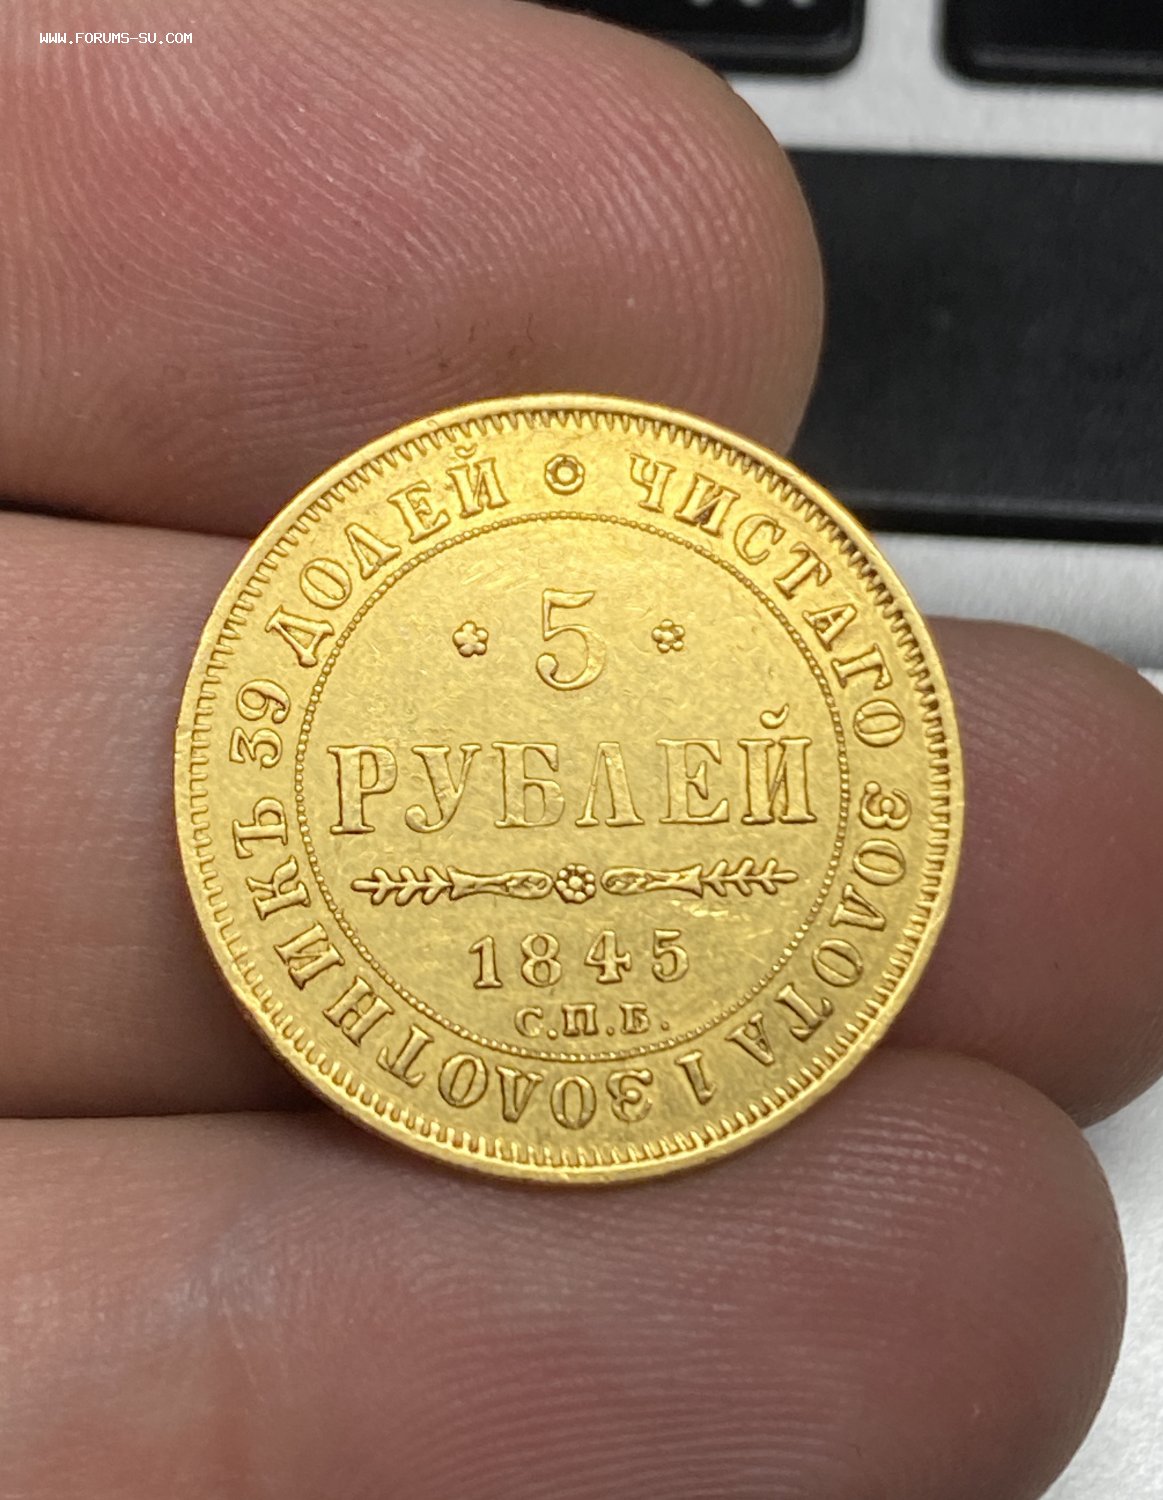 WWW.FORUMS-SU.COM
ЧИСТАГО ЗОЛОТА 1 ЗОЛОТНИКЪ 39 ДОЛЕЙ
5
РУБЛЕЙ
1845
С.П.Б.